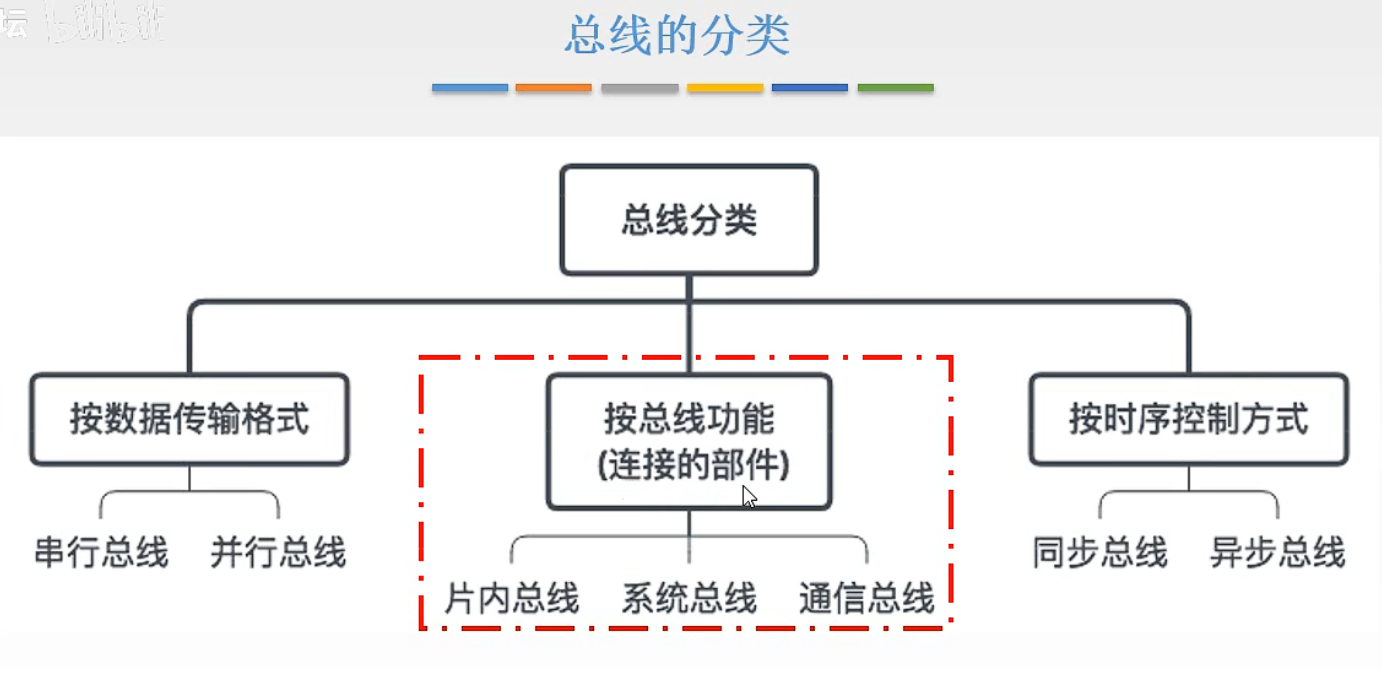 坛 bilibili
总线的分类
总线分类
按数据传输格式
按总线功能
(连接的部件)
按时序控制方式
串行总线 并行总线
片内总线 系统总线 通信总线
同步总线 异步总线